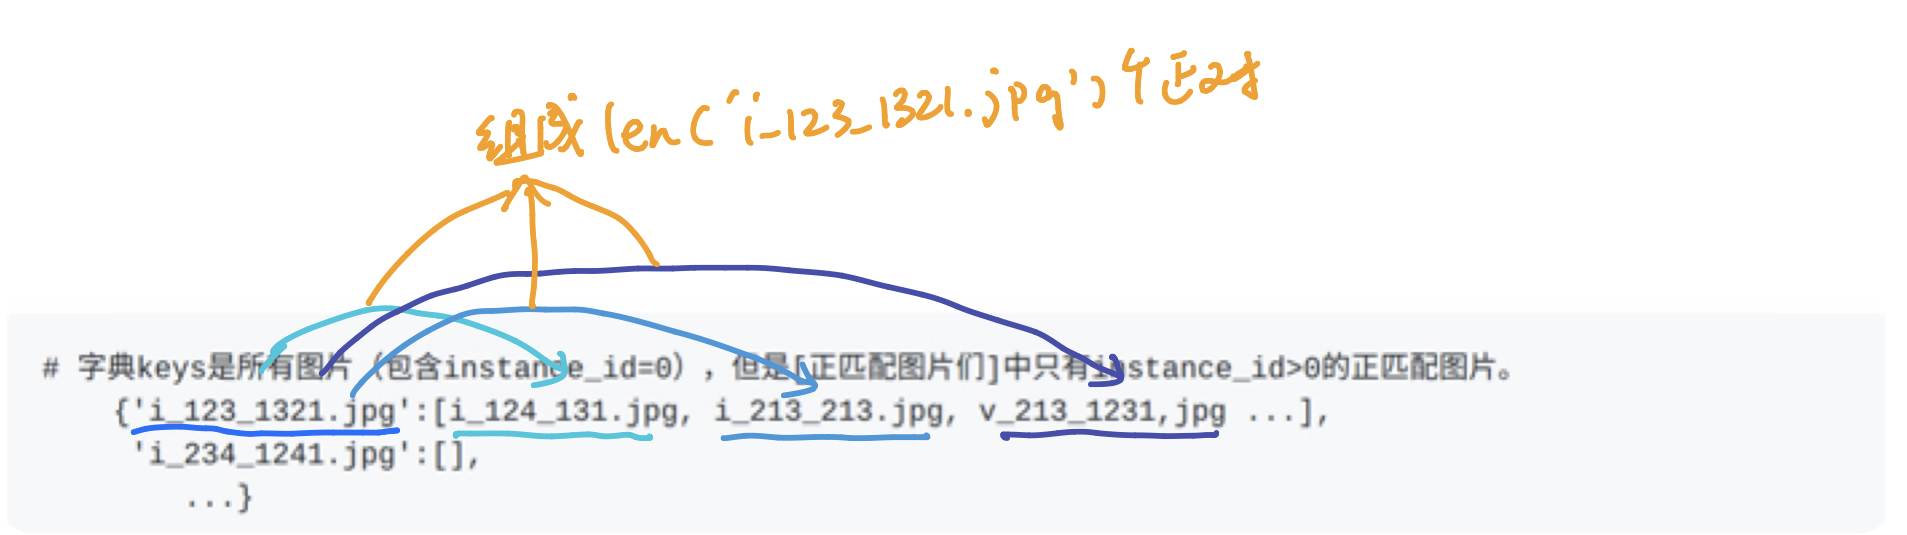 组成len('i_123_1321.jpg')个正对
# 字典keys是所有图片（包含instance_id=0），但是[正匹配图片们]中只有instance_id>0的正匹配图片。
{'i_123_1321.jpg':[i_124_131.jpg, i_213_213.jpg, v_213_1231,jpg ...],
'i_234_1241.jpg':[],
...}